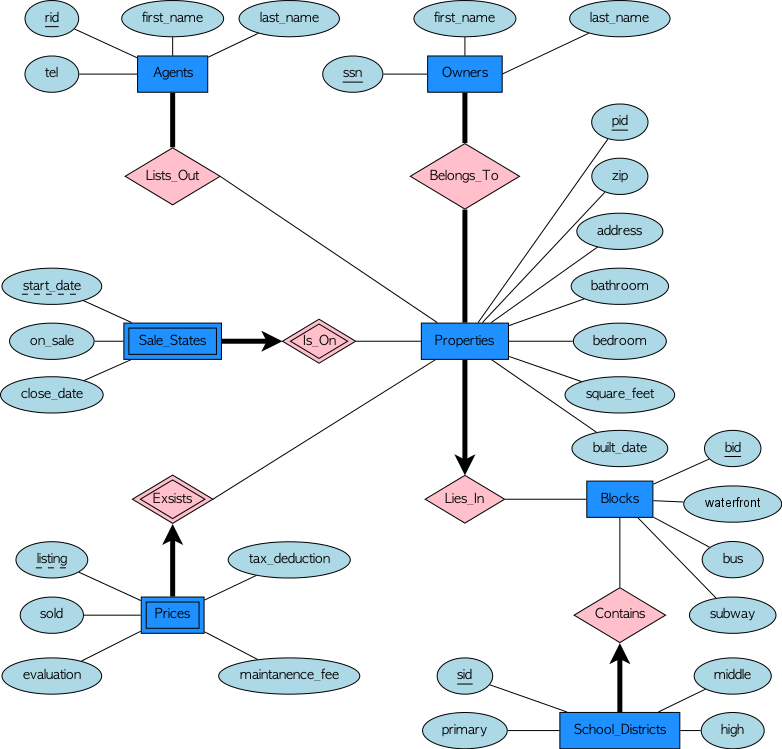 rid
first_name
last_name
first_name
last_name
tel
Agents
ssn
Owners
pid
Lists_Out
Belongs_To
zip
address
start_date
bathroom
on_sale
Sale_States
Is_On
Properties
bedroom
close_date
square_feet
built_date
bid
Exsists
Lies_In
Blocks
waterfront
listing
tax_deduction
bus
sold
Prices
Contains
subway
evaluation
maintanence_fee
sid
middle
primary
School_Districts
high